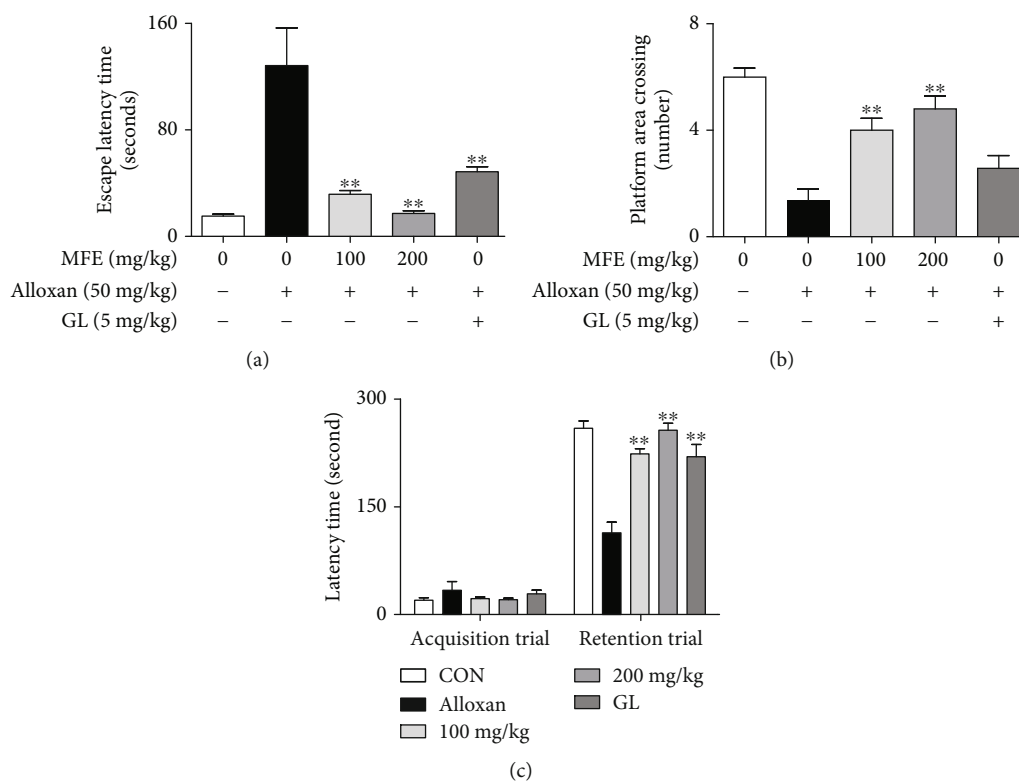 160
80
0
Escape latency time
(seconds)
**
**
**
MFE (mg/kg) 0 0 100 200 0
Alloxan (50 mg/kg) − + + + +
GL (5 mg/kg) − − − − +
(a)
8
4
0
Platform area crossing
(number)
**
**
MFE (mg/kg) 0 0 100 200 0
Alloxan (50 mg/kg) − + + + +
GL (5 mg/kg) − − − − +
(b)
300
150
0
Latency time (second)
**
**
**
Acquisition trial Retention trial
CON 200 mg/kg
Alloxan GL
100 mg/kg
(c)